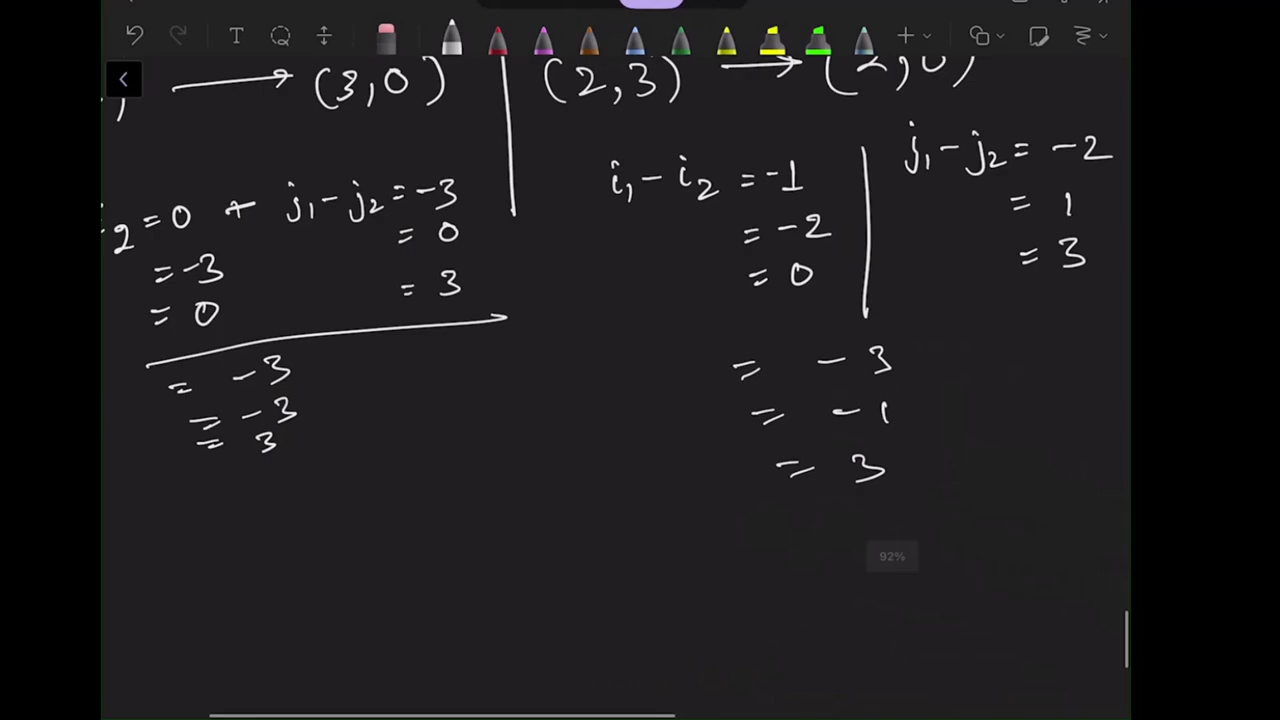 ⟶ (3,0) | (2,3) ⟶ (2,0)
₂ = 0 + j₁ - j₂ = -3
= 0
= -3
= 3
= 0
= -3
= -3
= 3
i₁ - i₂ = -1
= -2
= 0
j₁ - j₂ = -2
= 1
= 3
= - 3
= - 1
= 3
92%
T